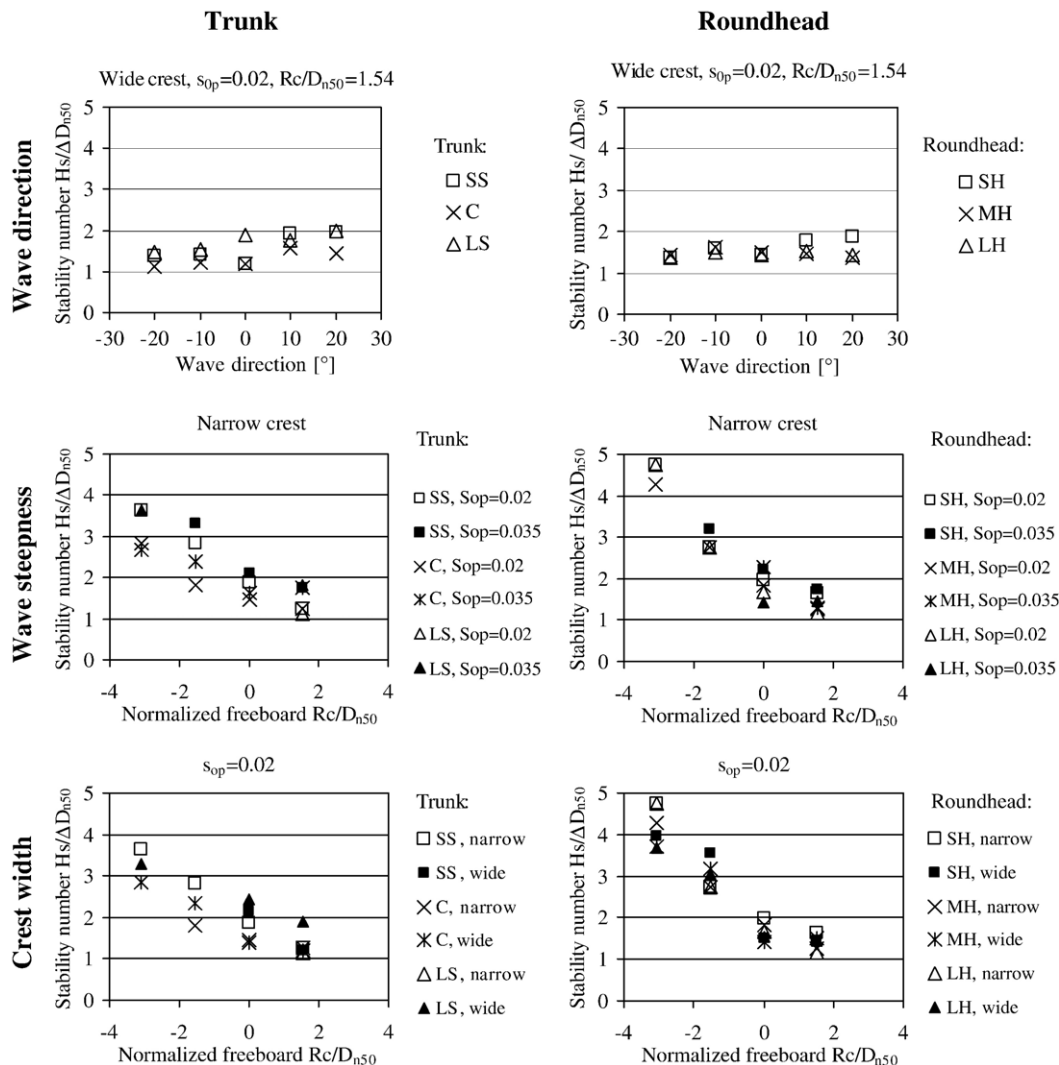 Trunk
Roundhead
Wave direction
Wide crest, s0p=0.02, Rc/Dn50=1.54
Stability number Hs/ΔDn50
5
4
3
2
1
0
-30 -20 -10 0 10 20 30
Wave direction [°]
Trunk:
SS
C
LS
Wide crest, s0p=0.02, Rc/Dn50=1.54
Stability number Hs/ ΔDn50
5
4
3
2
1
0
-30 -20 -10 0 10 20 30
Wave direction [°]
Roundhead:
SH
MH
LH
Wave steepness
Narrow crest
Stability number Hs/ΔDn50
5
4
3
2
1
0
-4 -2 0 2 4
Normalized freeboard Rc/Dn50
Trunk:
SS, Sop=0.02
SS, Sop=0.035
C, Sop=0.02
C, Sop=0.035
LS, Sop=0.02
LS, Sop=0.035
Narrow crest
Stability number Hs/ΔDn50
5
4
3
2
1
0
-4 -2 0 2 4
Normalized freeboard Rc/Dn50
Roundhead:
SH, Sop=0.02
SH, Sop=0.035
MH, Sop=0.02
MH, Sop=0.035
LH, Sop=0.02
LH, Sop=0.035
Crest width
sop=0.02
Stability number Hs/ΔDn50
5
4
3
2
1
0
-4 -2 0 2 4
Normalized freeboard Rc/Dn50
Trunk:
SS, narrow
SS, wide
C, narrow
C, wide
LS, narrow
LS, wide
sop=0.02
Stability number Hs/ΔDn50
5
4
3
2
1
0
-4 -2 0 2 4
Normalized freeboard Rc/Dn50
Roundhead:
SH, narrow
SH, wide
MH, narrow
MH, wide
LH, narrow
LH, wide